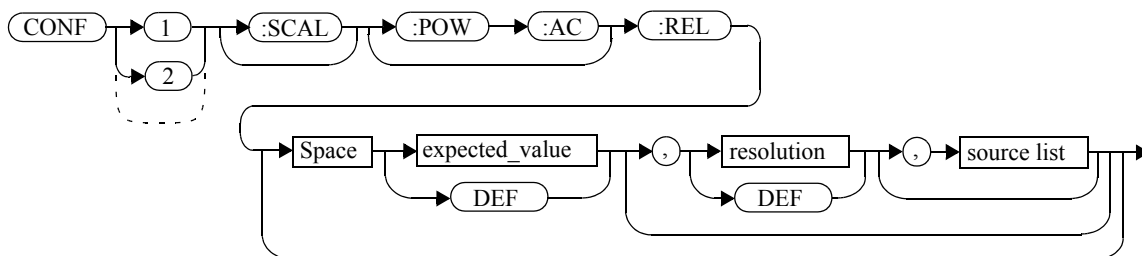 CONF 1 :SCAL :POW :AC :REL
2
Space expected_value , resolution , source list
DEF DEF